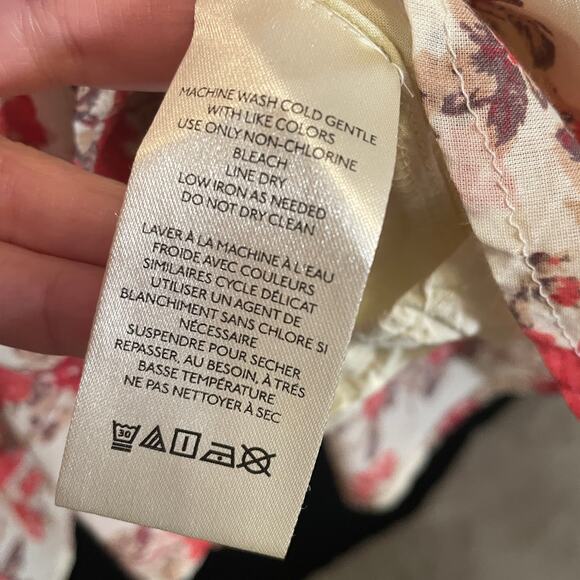 MACHINE WASH COLD GENTLE
WITH LIKE COLORS
USE ONLY NON-CHLORINE
BLEACH
LINE DRY
LOW IRON AS NEEDED
DO NOT DRY CLEAN
LAVER À LA MACHINE À L'EAU
FROIDE AVEC COULEURS
SIMILAIRES CYCLE DÉLICAT
UTILISER UN AGENT DE
BLANCHIMENT SANS CHLORE SI
NÉCESSAIRE
SUSPENDRE POUR SECHER
REPASSER, AU BESOIN, À TRÉS
BASSE TEMPÉRATURE
NE PAS NETTOYER À SEC
30